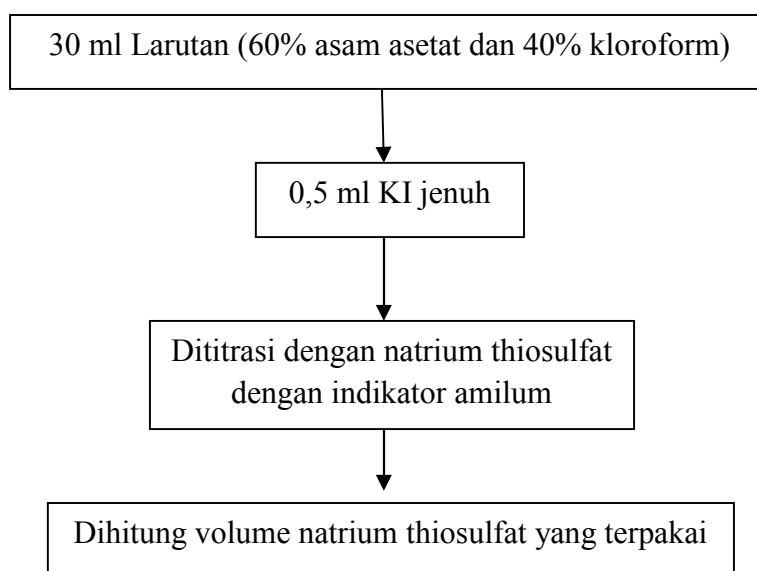 30 ml Larutan (60% asam asetat dan 40% kloroform)
0,5 ml KI jenuh
Dititrasi dengan natrium thiosulfat
dengan indikator amilum
Dihitung volume natrium thiosulfat yang terpakai